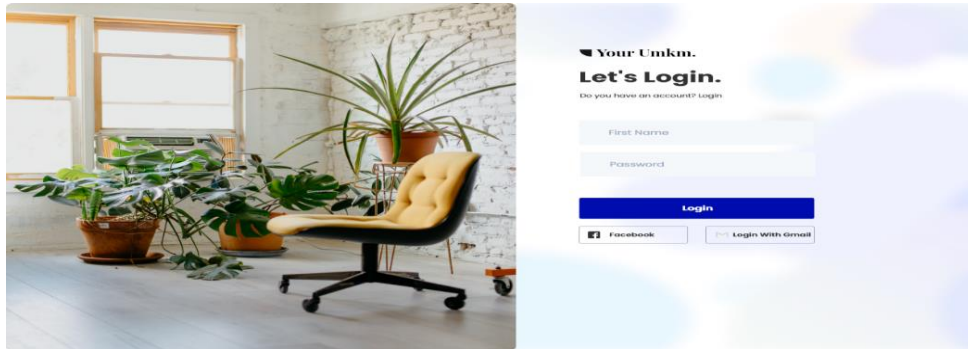 Your Umkm.
Let's Login.
Do you have an account? Login
First Name
Password
Login
Facebook
Login With Gmail